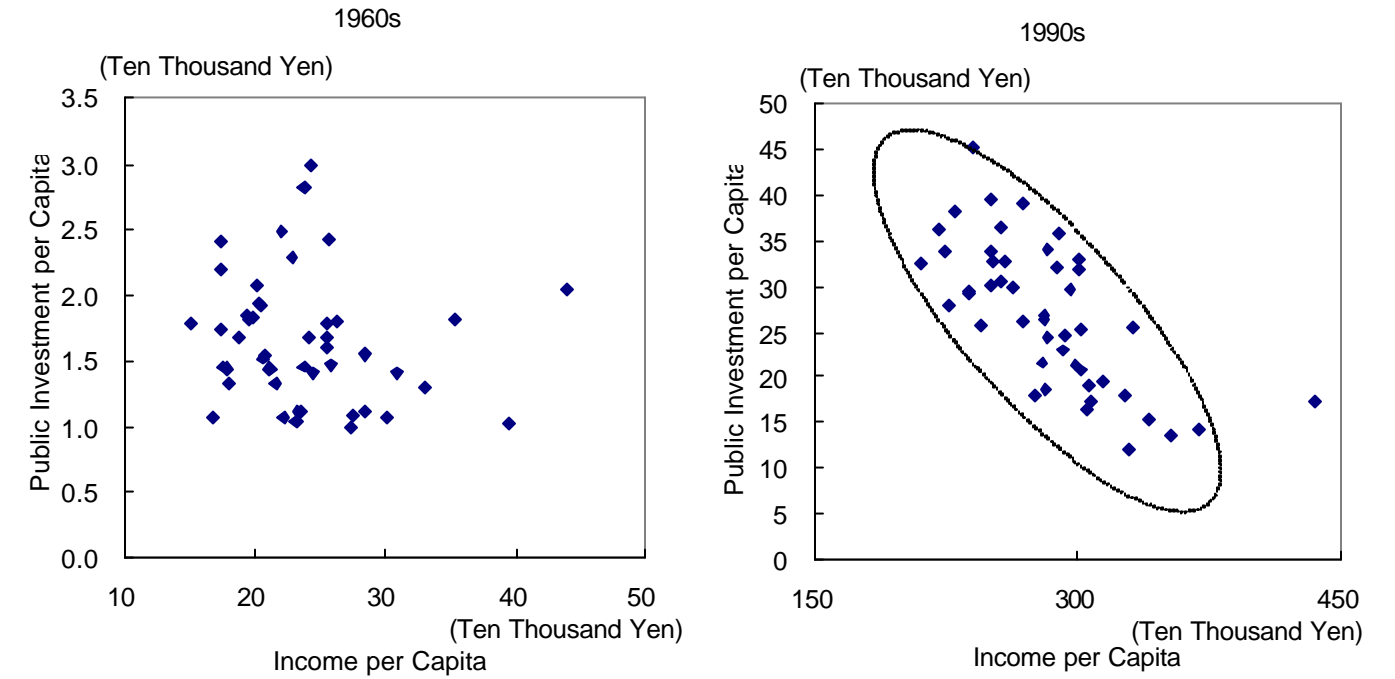 1960s
(Ten Thousand Yen)
3.5
3.0
2.5
2.0
1.5
1.0
0.5
0.0
Public Investment per Capita
10 20 30 40 50
(Ten Thousand Yen)
Income per Capita
1990s
(Ten Thousand Yen)
50
45
40
35
30
25
20
15
10
5
0
Public Investment per Capita
150 300 450
(Ten Thousand Yen)
Income per Capita